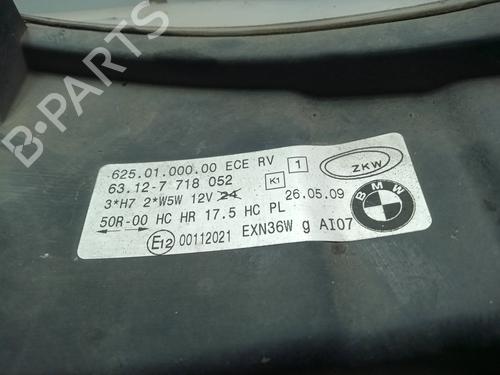 B-PARTS
625.01.000.00 ECE RV 1
ZKW
63.12-7 718 052
K1
3*H7 2*W5W 12V 24 26.05.09
BMW
50R-00 HC HR 17.5 HC PL
E12 00112021 EXN36W g AI07